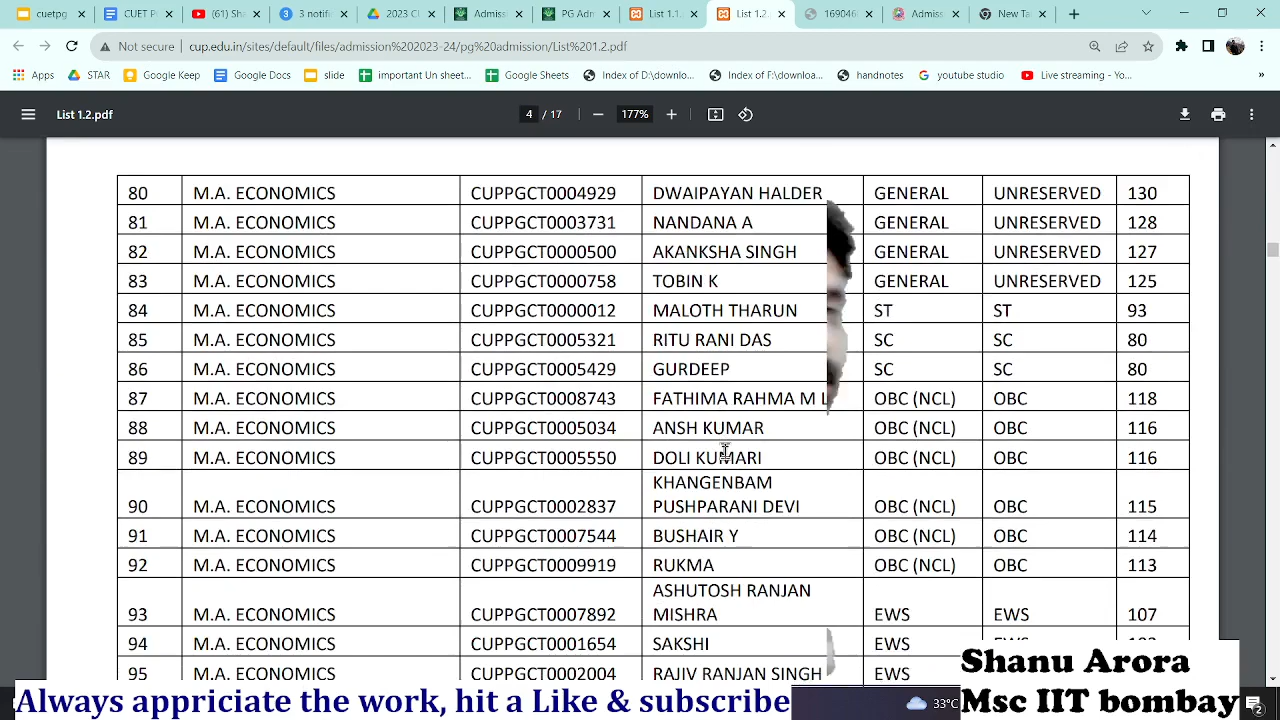 cuetpg
CUET P
(61) Sha
3 notific
2023 C
Admiss
PG Adn
List 1.1.
List 1.2.
169046
Admiss
New Ta
Not secure | cup.edu.in/sites/default/files/admission%202023-24/pg%20admission/List%201.2.pdf
Apps STAR Google Keep Google Docs slide important Un sheet... Google Sheets Index of D:\downloa... Index of F:\downloa... handnotes youtube studio Live streaming - Yo... »
List 1.2.pdf 4 / 17 177%
80 M.A. ECONOMICS CUPPGCT0004929 DWAIPAYAN HALDER GENERAL UNRESERVED 130
81 M.A. ECONOMICS CUPPGCT0003731 NANDANA A GENERAL UNRESERVED 128
82 M.A. ECONOMICS CUPPGCT0000500 AKANKSHA SINGH GENERAL UNRESERVED 127
83 M.A. ECONOMICS CUPPGCT0000758 TOBIN K GENERAL UNRESERVED 125
84 M.A. ECONOMICS CUPPGCT0000012 MALOTH THARUN ST ST 93
85 M.A. ECONOMICS CUPPGCT0005321 RITU RANI DAS SC SC 80
86 M.A. ECONOMICS CUPPGCT0005429 GURDEEP SC SC 80
87 M.A. ECONOMICS CUPPGCT0008743 FATHIMA RAHMA M L OBC (NCL) OBC 118
88 M.A. ECONOMICS CUPPGCT0005034 ANSH KUMAR OBC (NCL) OBC 116
89 M.A. ECONOMICS CUPPGCT0005550 DOLI KUMARI OBC (NCL) OBC 116
KHANGENBAM
90 M.A. ECONOMICS CUPPGCT0002837 PUSHPARANI DEVI OBC (NCL) OBC 115
91 M.A. ECONOMICS CUPPGCT0007544 BUSHAIR Y OBC (NCL) OBC 114
92 M.A. ECONOMICS CUPPGCT0009919 RUKMA OBC (NCL) OBC 113
ASHUTOSH RANJAN
93 M.A. ECONOMICS CUPPGCT0007892 MISHRA EWS EWS 107
94 M.A. ECONOMICS CUPPGCT0001654 SAKSHI EWS
95 M.A. ECONOMICS CUPPGCT0002004 RAJIV RANJAN SINGH EWS
Shanu Arora
Always appriciate the work, hit a Like & subscribe
33°C
Msc IIT bombay
2